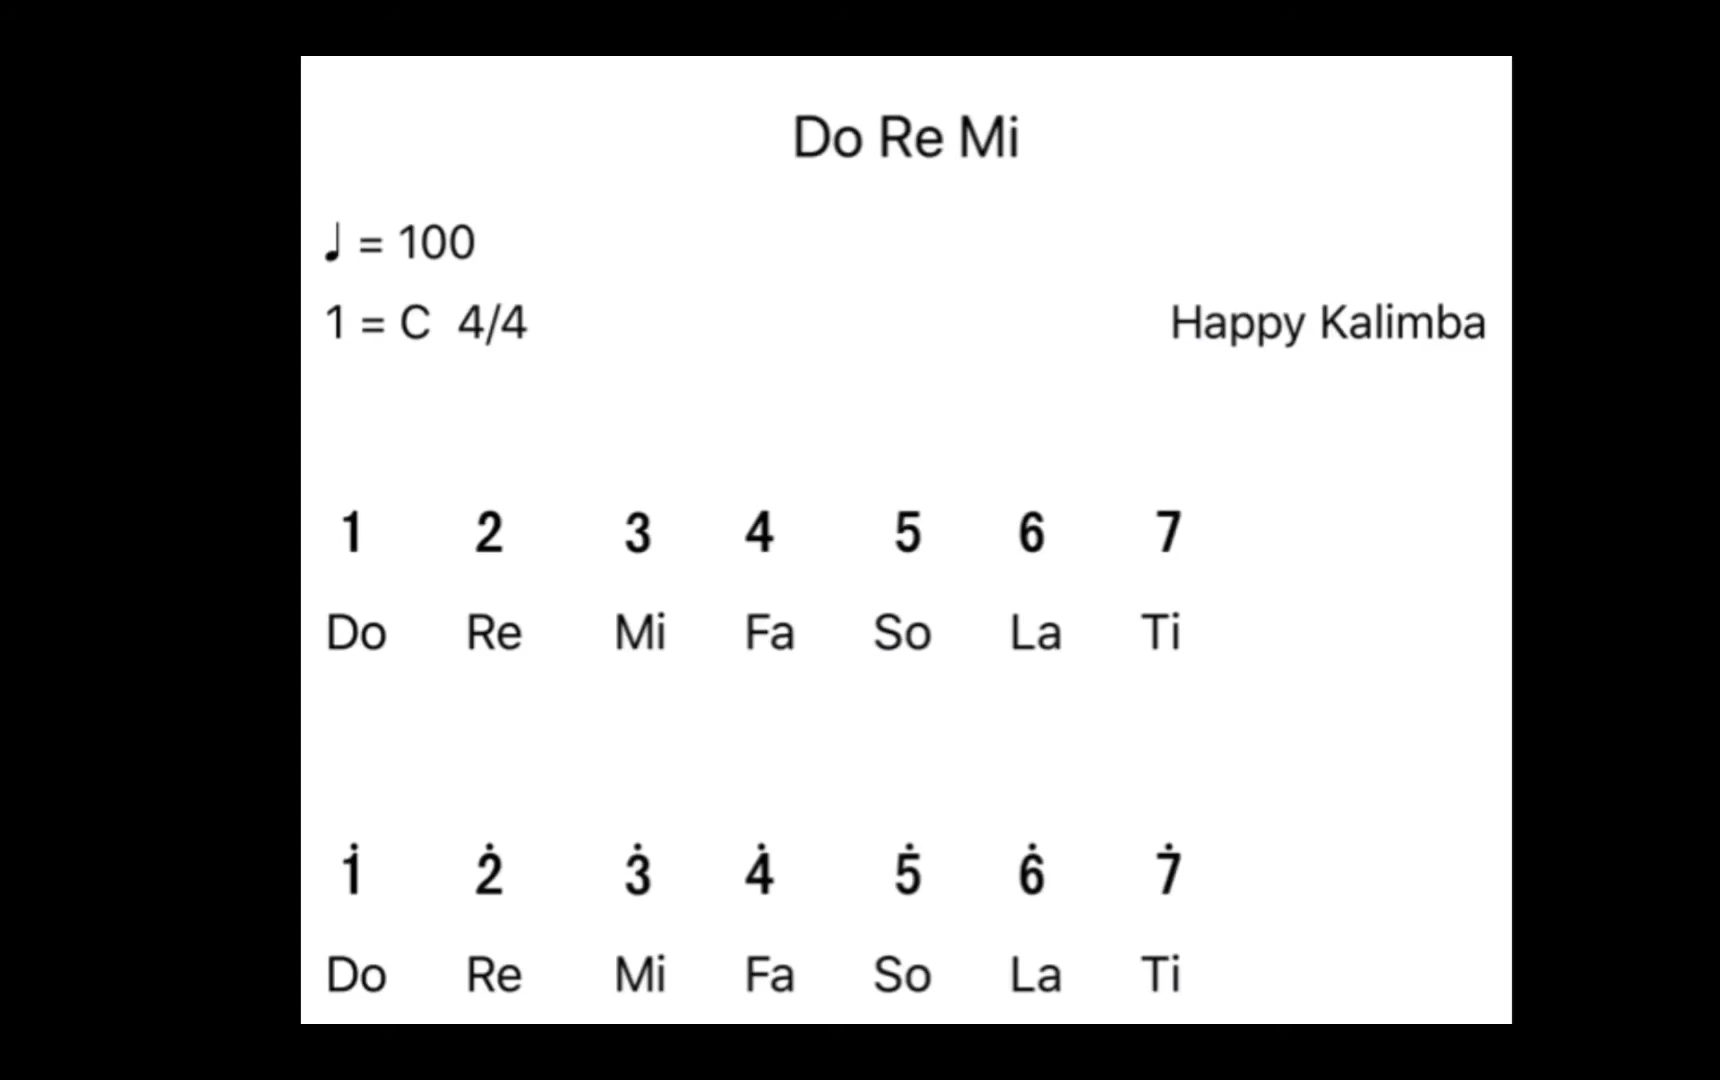 Do Re Mi
♩ = 100
1 = C 4/4 Happy Kalimba
1 2 3 4 5 6 7
Do Re Mi Fa So La Ti
1̇ 2̇ 3̇ 4̇ 5̇ 6̇ 7̇
Do Re Mi Fa So La Ti